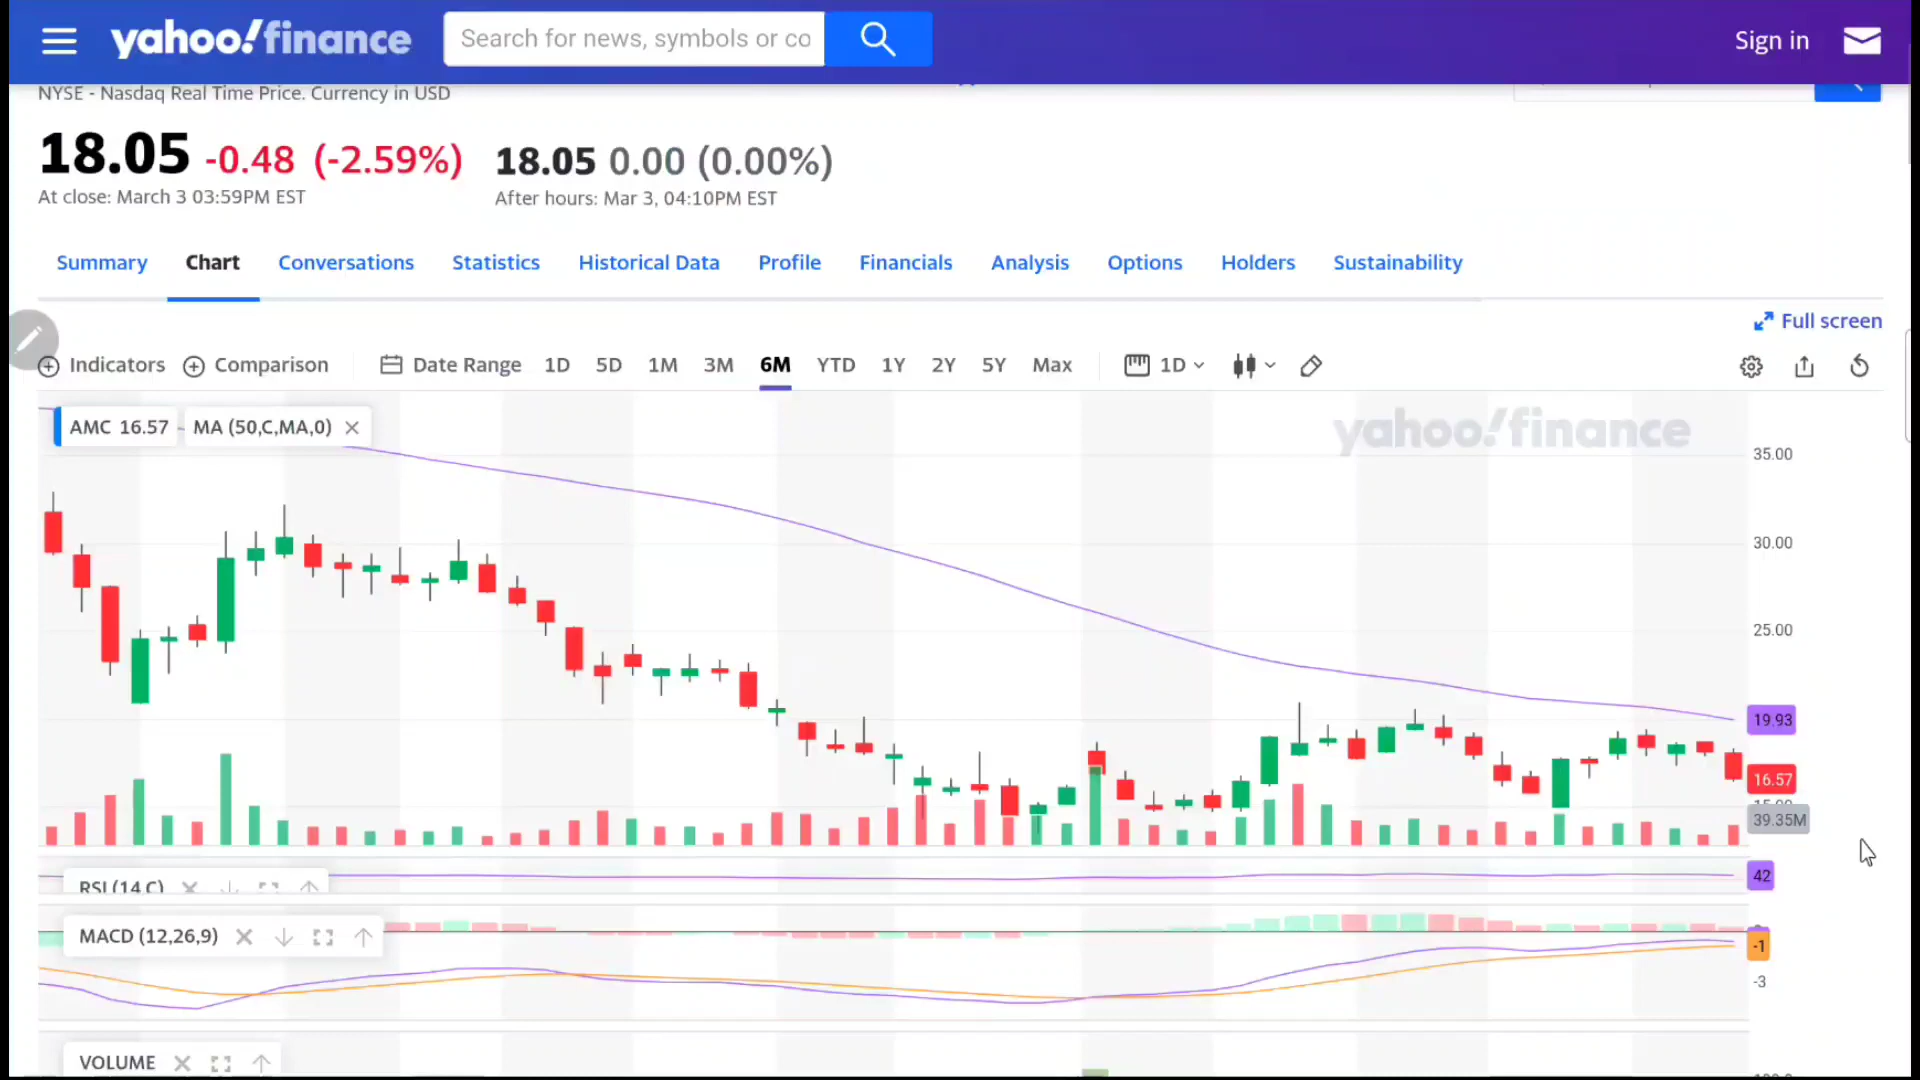 yahoo!finance
Search for news, symbols or co
Sign in
NYSE - Nasdaq Real Time Price. Currency in USD
18.05 -0.48 (-2.59%)
At close: March 3 03:59PM EST
18.05 0.00 (0.00%)
After hours: Mar 3, 04:10PM EST
Summary Chart Conversations Statistics Historical Data Profile Financials Analysis Options Holders Sustainability
Full screen
Indicators Comparison Date Range 1D 5D 1M 3M 6M YTD 1Y 2Y 5Y Max 1D
AMC 16.57 MA (50,C,MA,0)
yahoo!finance
35.00
30.00
25.00
19.93
16.57
15.00
39.35M
RSI (14,C)
42
MACD (12,26,9)
-1
-3
VOLUME